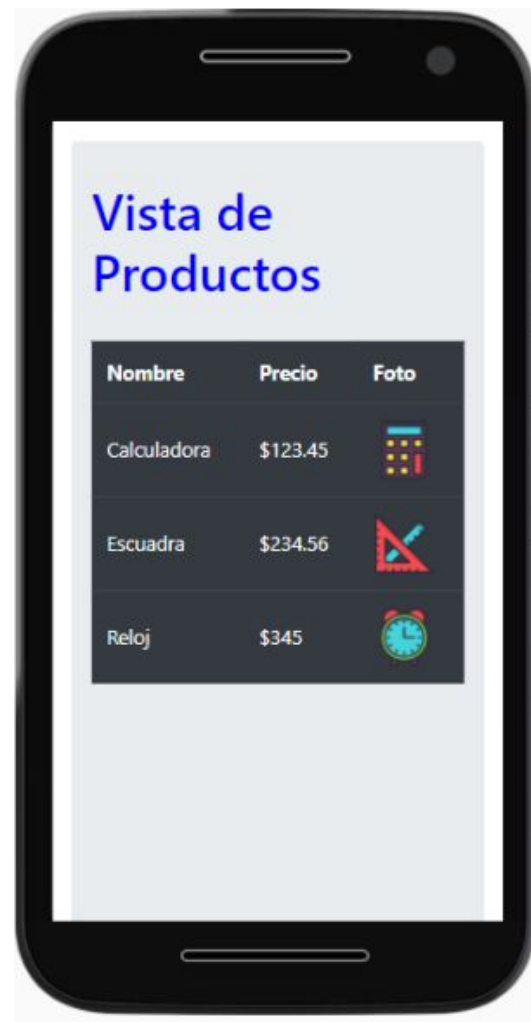 Vista de
Productos
Nombre Precio Foto
Calculadora $123.45
Escuadra $234.56
Reloj $345